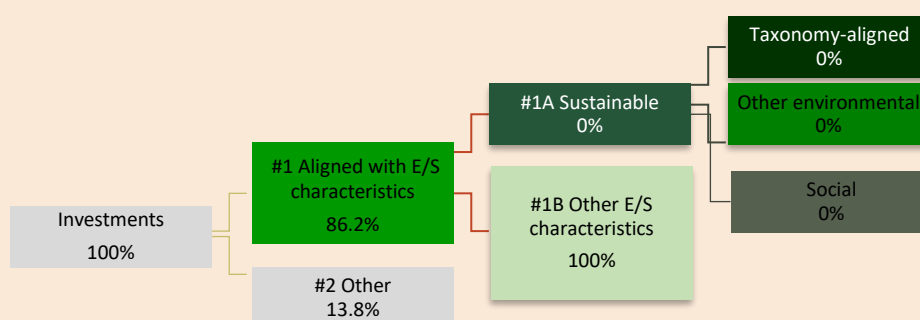 Investments
100%
#1 Aligned with E/S
characteristics
86.2%
#2 Other
13.8%
#1A Sustainable
0%
#1B Other E/S
characteristics
100%
Taxonomy-aligned
0%
Other environmental
0%
Social
0%